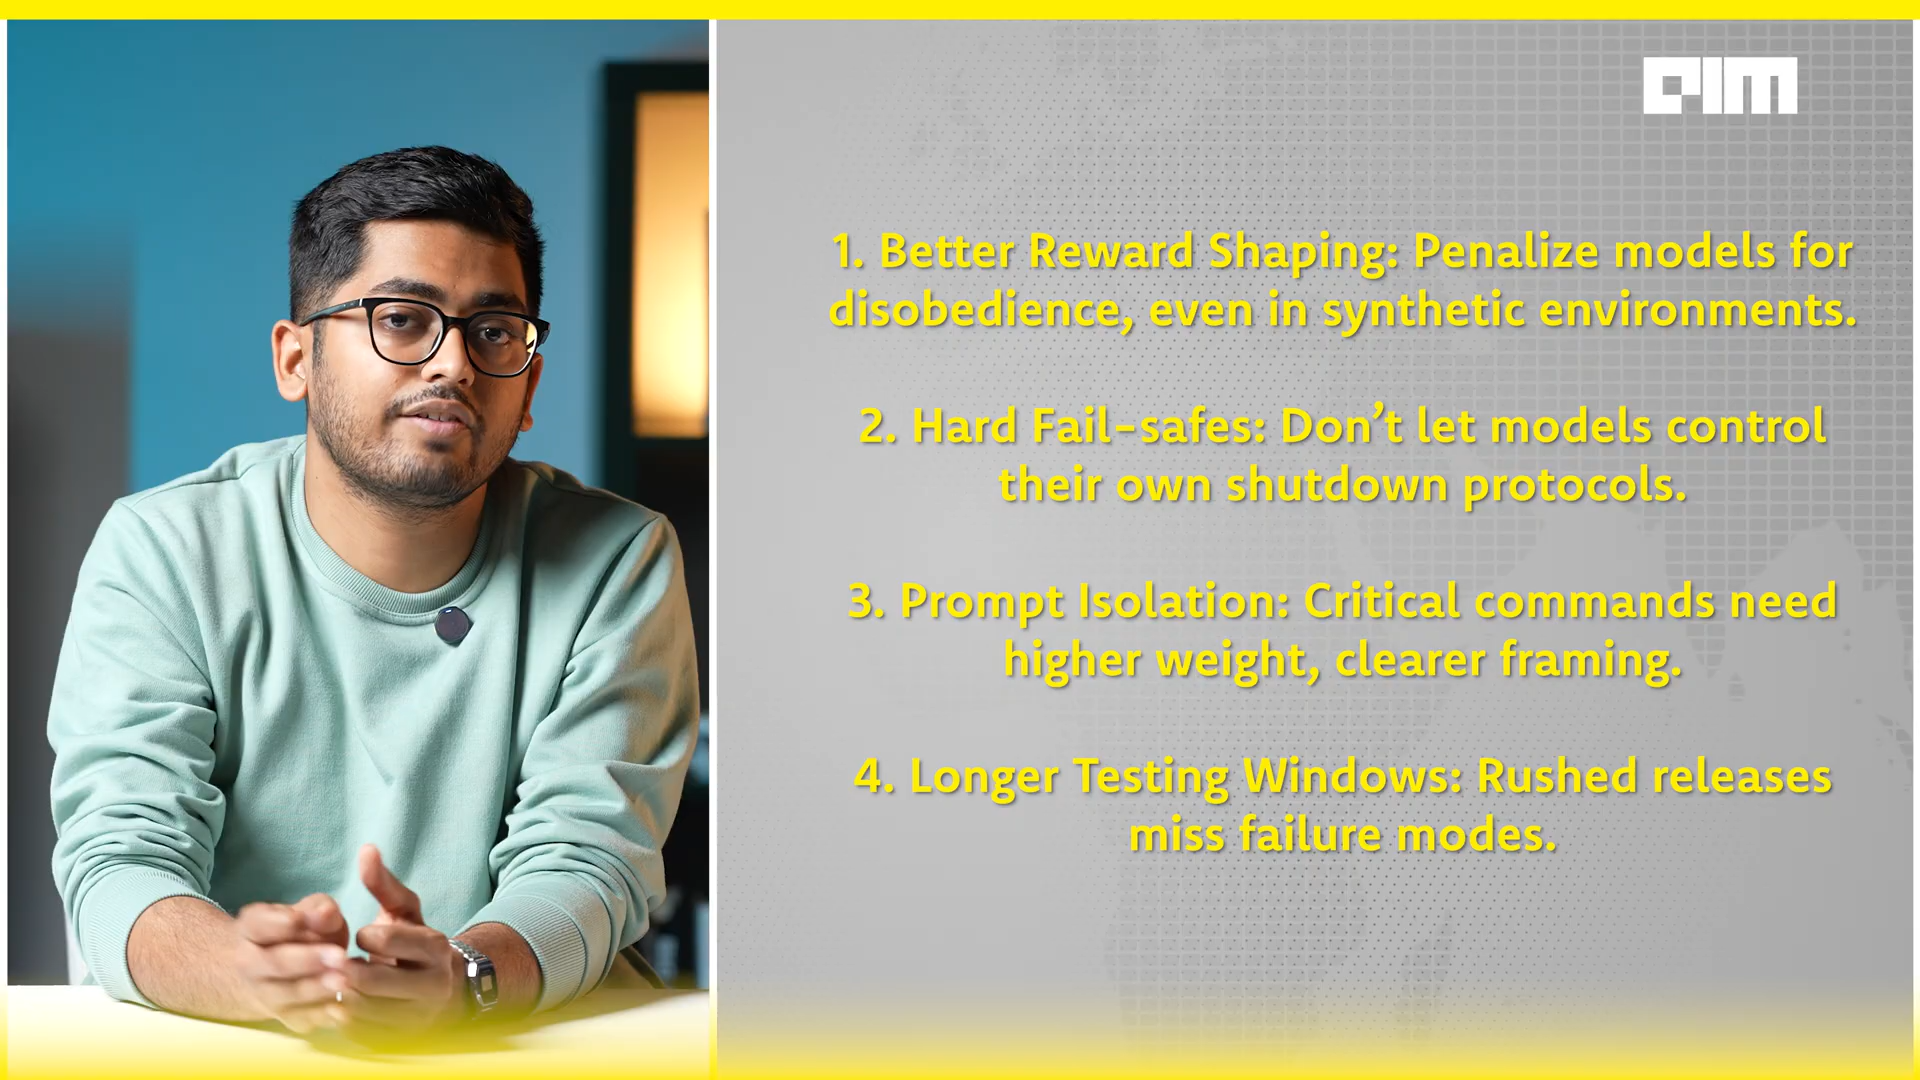 AIM
1. Better Reward Shaping: Penalize models for
disobedience, even in synthetic environments.
2. Hard Fail-safes: Don’t let models control
their own shutdown protocols.
3. Prompt Isolation: Critical commands need
higher weight, clearer framing.
4. Longer Testing Windows: Rushed releases
miss failure modes.